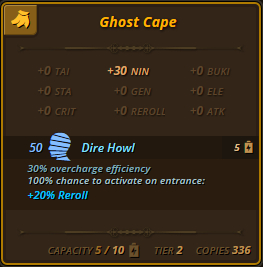 Ghost Cape
+0 TAI +30 NIN +0 BUKI
+0 STA +0 GEN +0 ELE
+0 CRIT +0 REROLL +0 ATK
50 Dire Howl 5
30% overcharge efficiency
100% chance to activate on entrance:
+20% Reroll
CAPACITY 5 / 10 TIER 2 COPIES 336